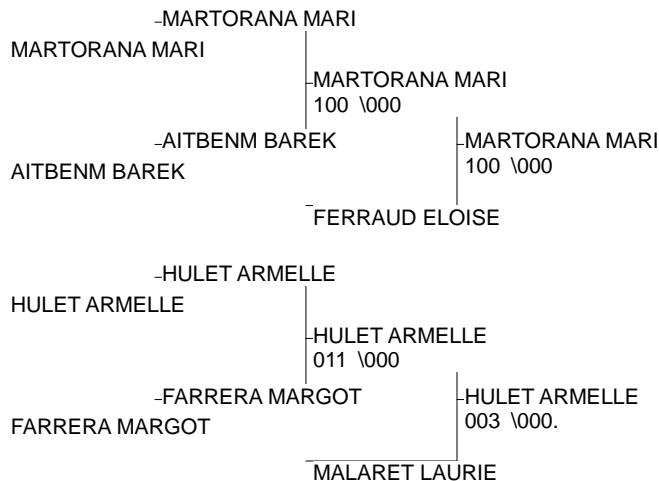 MARTORANA MARI
MARTORANA MARI
MARTORANA MARI
100 \000
AITBENM BAREK
MARTORANA MARI
100 \000
AITBENM BAREK
FERRAUD ELOISE
HULET ARMELLE
HULET ARMELLE
HULET ARMELLE
011 \000
FARRERA MARGOT
HULET ARMELLE
003 \000.
FARRERA MARGOT
MALARET LAURIE